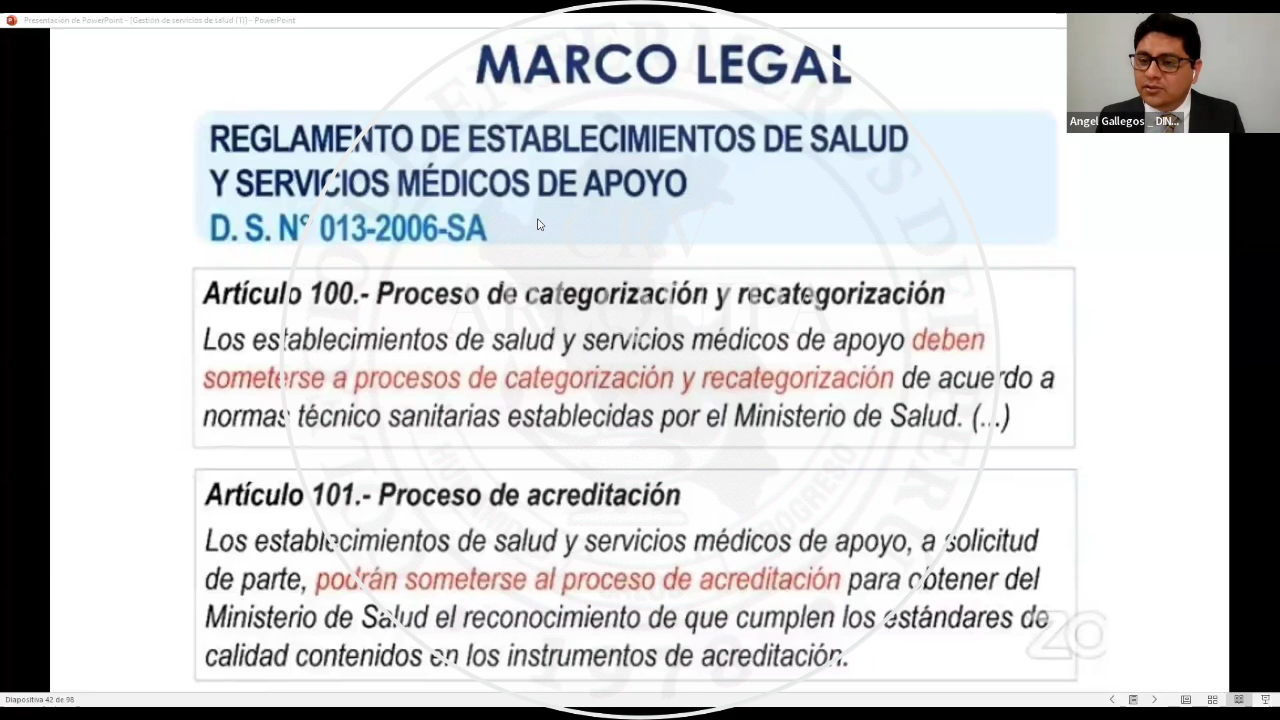 Presentación de PowerPoint - [Gestión de servicios de salud (1)] - PowerPoint
MARCO LEGAL
Angel Gallegos _ DIN...
REGLAMENTO DE ESTABLECIMIENTOS DE SALUD
Y SERVICIOS MÉDICOS DE APOYO
D. S. N° 013-2006-SA
Artículo 100.- Proceso de categorización y recategorización
Los establecimientos de salud y servicios médicos de apoyo deben
someterse a procesos de categorización y recategorización de acuerdo a
normas técnico sanitarias establecidas por el Ministerio de Salud. (...)
Artículo 101.- Proceso de acreditación
Los establecimientos de salud y servicios médicos de apoyo, a solicitud
de parte, podrán someterse al proceso de acreditación para obtener del
Ministerio de Salud el reconocimiento de que cumplen los estándares de
calidad contenidos en los instrumentos de acreditación.
Diapositiva 42 de 98